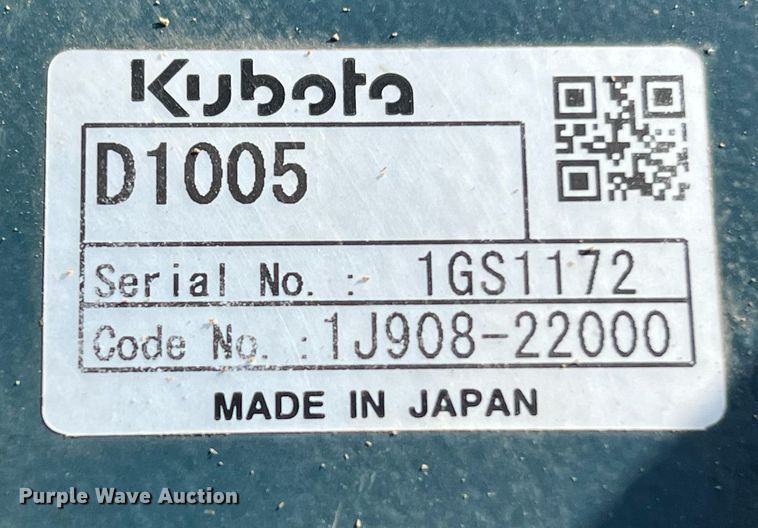 Kubota
D1005
Serial No. : 1GS1172
Code No. : 1J908-22000
MADE IN JAPAN
Purple Wave Auction